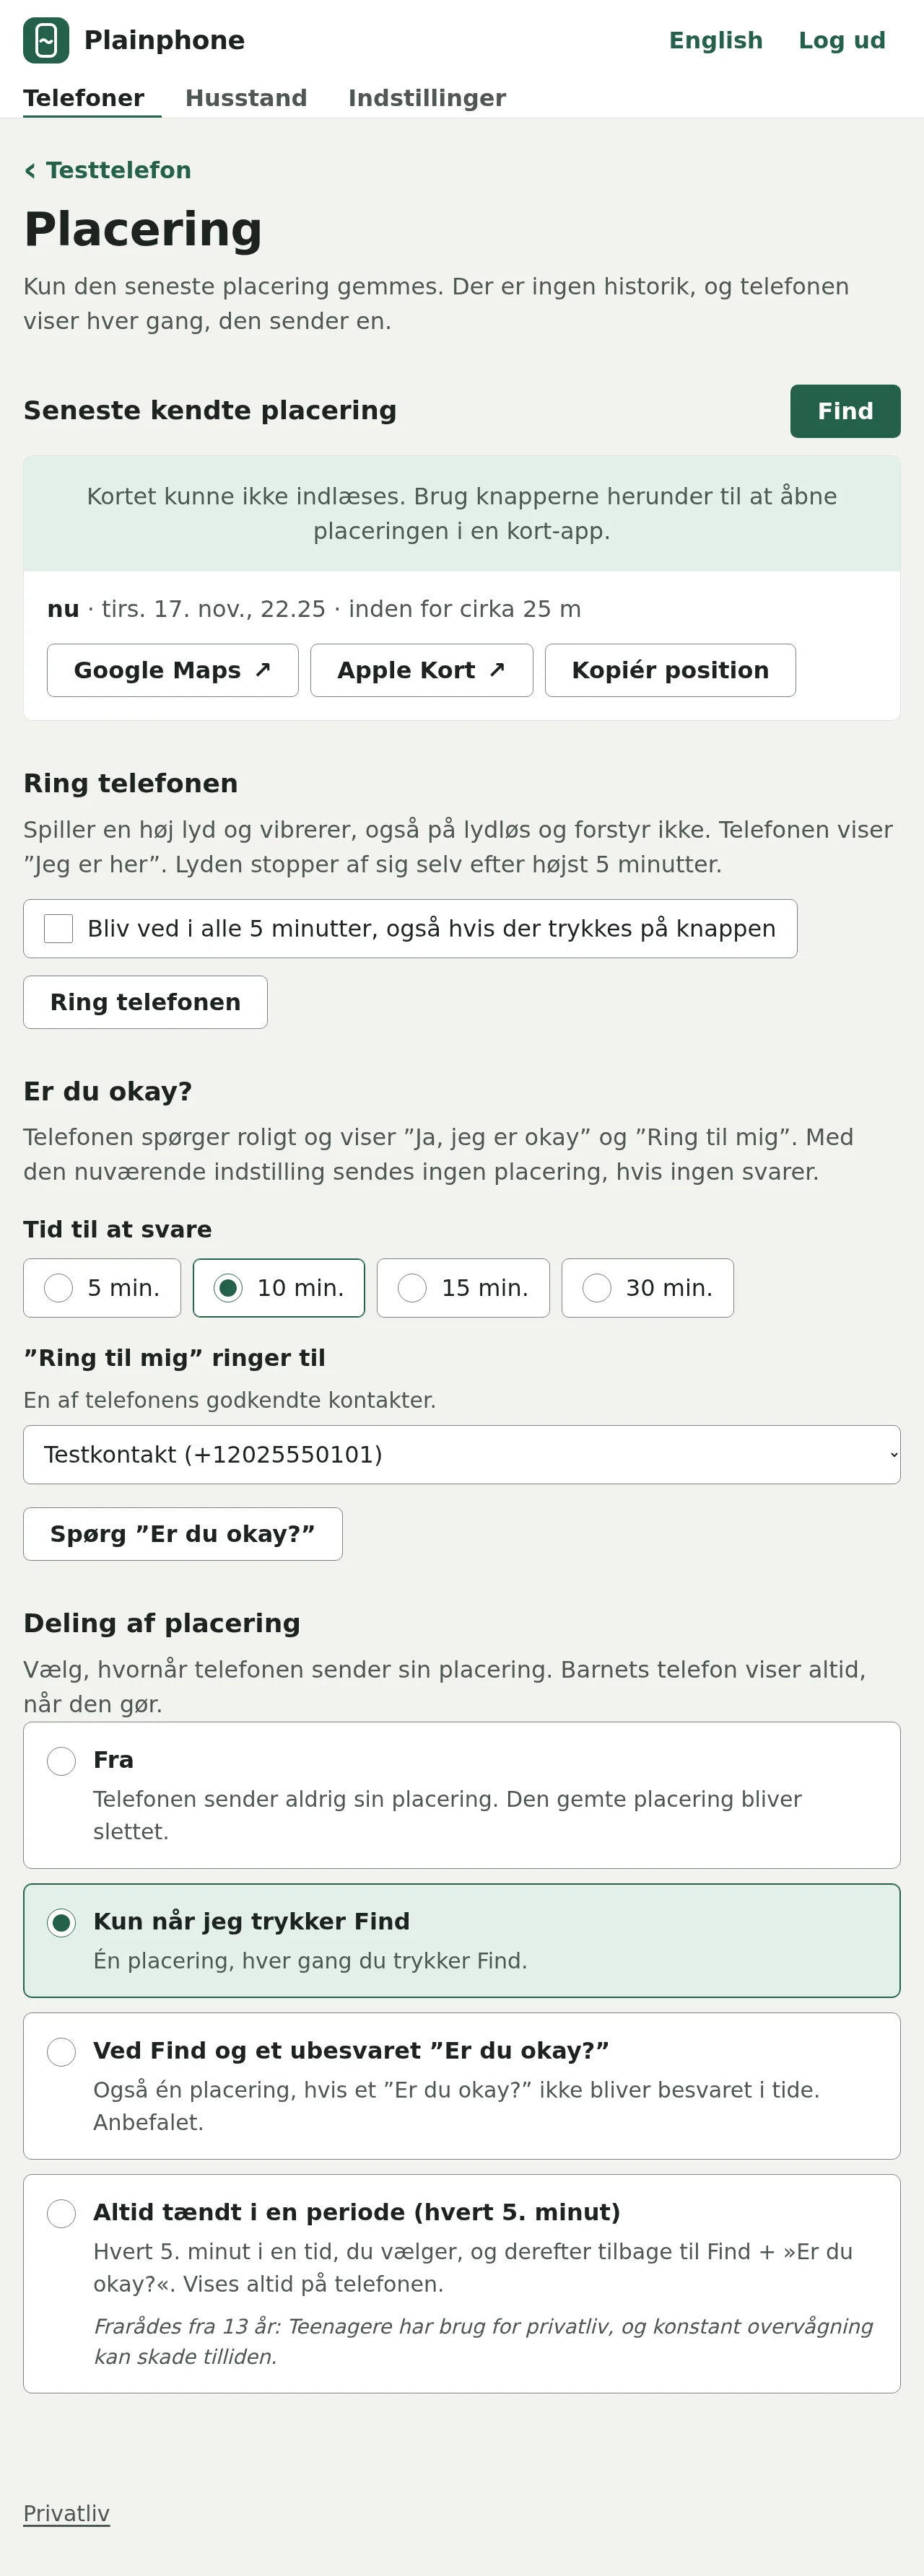 Plainphone
English
Log ud
Telefoner
Husstand
Indstillinger
‹ Testtelefon
Placering
Kun den seneste placering gemmes. Der er ingen historik, og telefonen
viser hver gang, den sender en.
Seneste kendte placering
Find
Kortet kunne ikke indlæses. Brug knapperne herunder til at åbne
placeringen i en kort-app.
nu · tirs. 17. nov., 22.25 · inden for cirka 25 m
Google Maps ↗
Apple Kort ↗
Kopiér position
Ring telefonen
Spiller en høj lyd og vibrerer, også på lydløs og forstyr ikke. Telefonen viser
”Jeg er her”. Lyden stopper af sig selv efter højst 5 minutter.
Bliv ved i alle 5 minutter, også hvis der trykkes på knappen
Ring telefonen
Er du okay?
Telefonen spørger roligt og viser ”Ja, jeg er okay” og ”Ring til mig”. Med
den nuværende indstilling sendes ingen placering, hvis ingen svarer.
Tid til at svare
5 min.
10 min.
15 min.
30 min.
”Ring til mig” ringer til
En af telefonens godkendte kontakter.
Testkontakt (+12025550101)
Spørg ”Er du okay?”
Deling af placering
Vælg, hvornår telefonen sender sin placering. Barnets telefon viser altid,
når den gør.
Fra
Telefonen sender aldrig sin placering. Den gemte placering bliver
slettet.
Kun når jeg trykker Find
Én placering, hver gang du trykker Find.
Ved Find og et ubesvaret ”Er du okay?”
Også én placering, hvis et ”Er du okay?” ikke bliver besvaret i tide.
Anbefalet.
Altid tændt i en periode (hvert 5. minut)
Hvert 5. minut i en tid, du vælger, og derefter tilbage til Find + »Er du
okay?«. Vises altid på telefonen.
Frarådes fra 13 år: Teenagere har brug for privatliv, og konstant overvågning
kan skade tilliden.
Privatliv